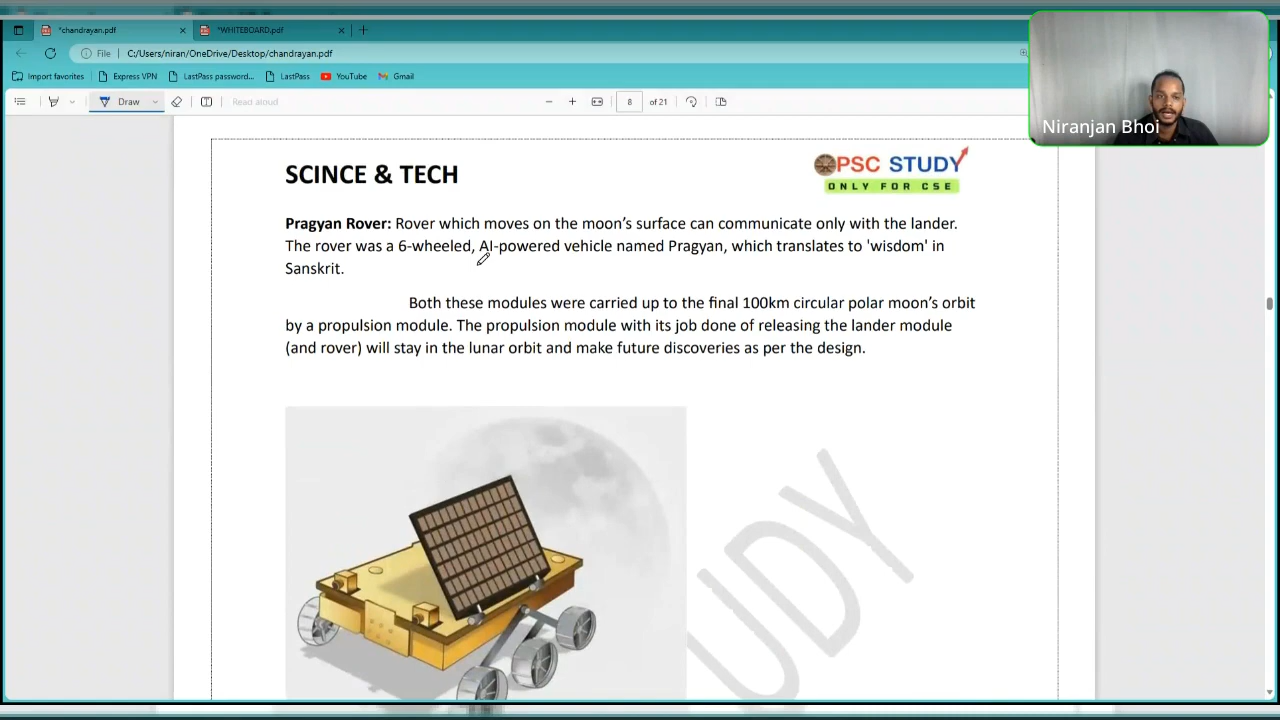 *chandrayan.pdf
*WHITEBOARD.pdf
File C:/Users/niran/OneDrive/Desktop/chandrayan.pdf
Import favorites Express VPN LastPass password... LastPass YouTube Gmail
Draw Read aloud 8 of 21
Niranjan Bhoi
SCINCE & TECH
PSC STUDY
ONLY FOR CSE
Pragyan Rover: Rover which moves on the moon's surface can communicate only with the lander.
The rover was a 6-wheeled, AI-powered vehicle named Pragyan, which translates to 'wisdom' in
Sanskrit.
Both these modules were carried up to the final 100km circular polar moon's orbit
by a propulsion module. The propulsion module with its job done of releasing the lander module
(and rover) will stay in the lunar orbit and make future discoveries as per the design.
UDY